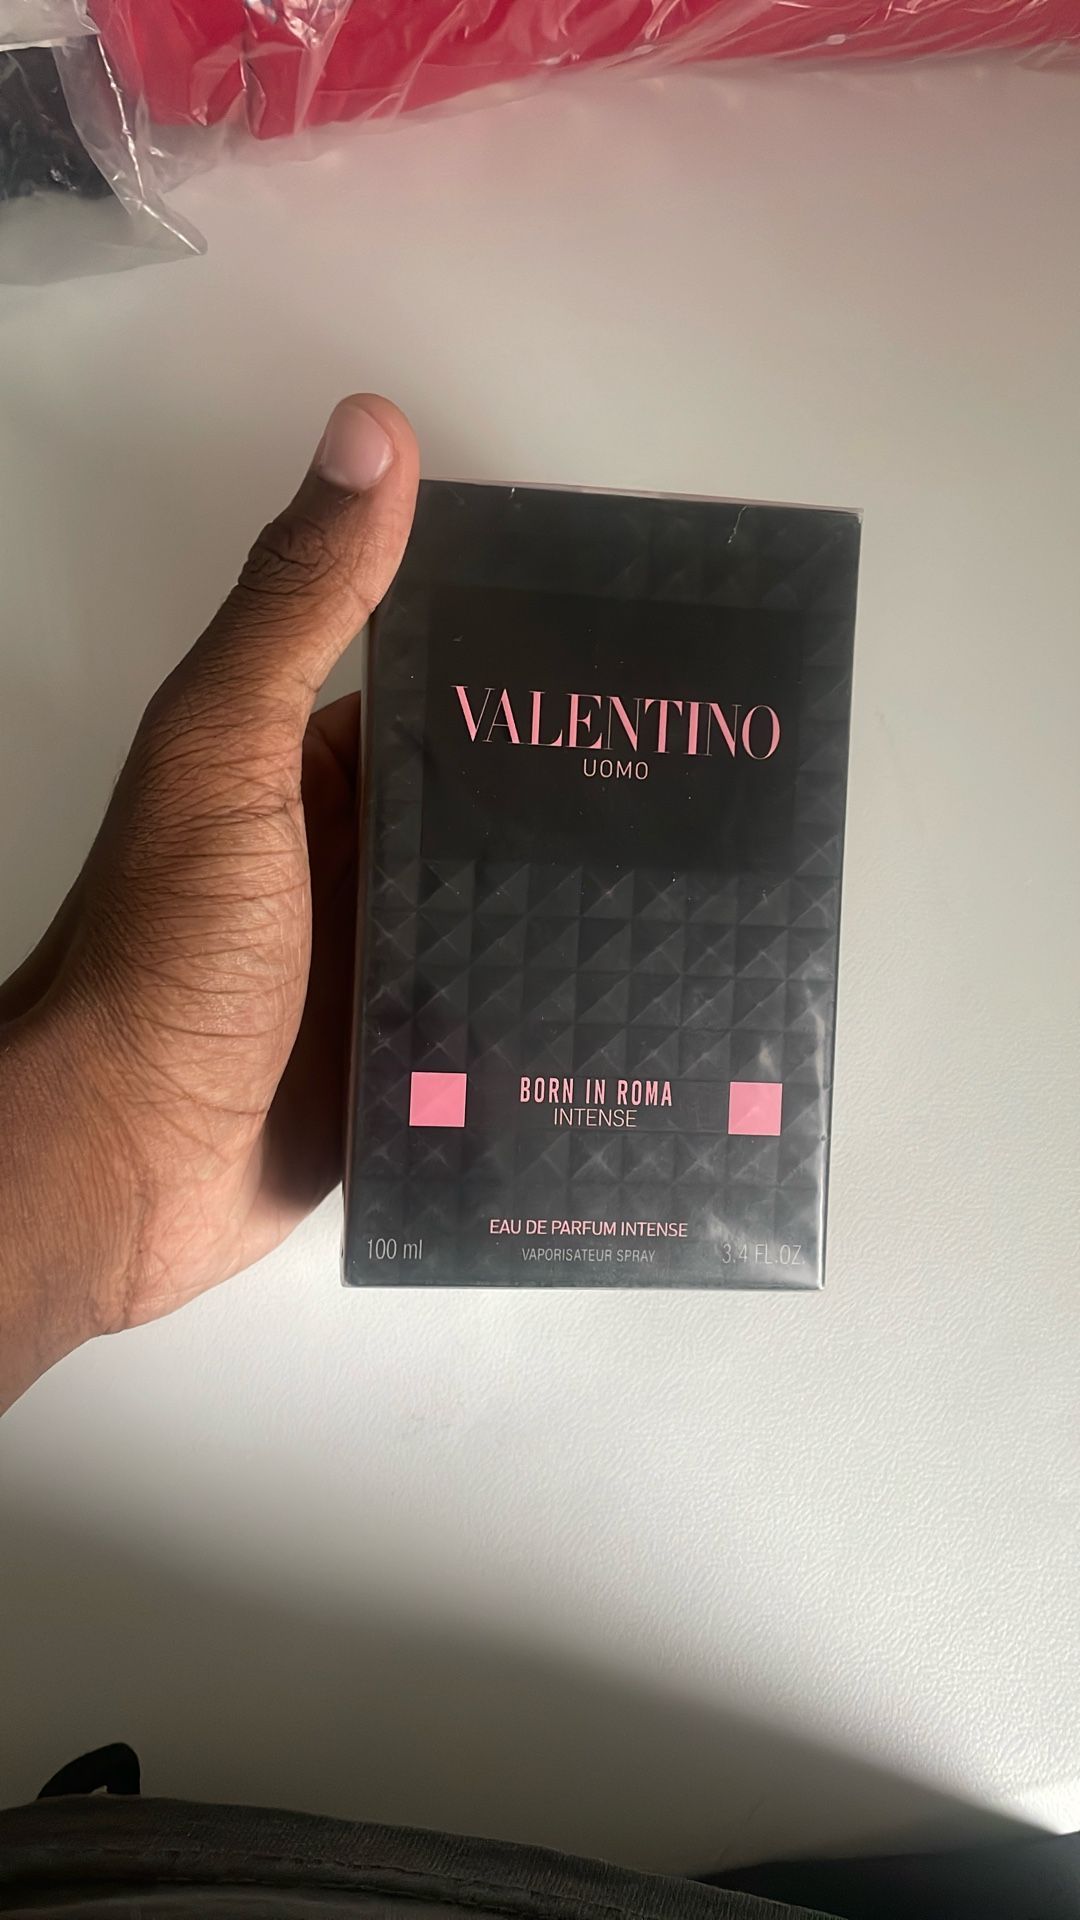 VALENTINO
UOMO
BORN IN ROMA
INTENSE
EAU DE PARFUM INTENSE
100 ml VAPORISATEUR SPRAY 3.4 FL.OZ.